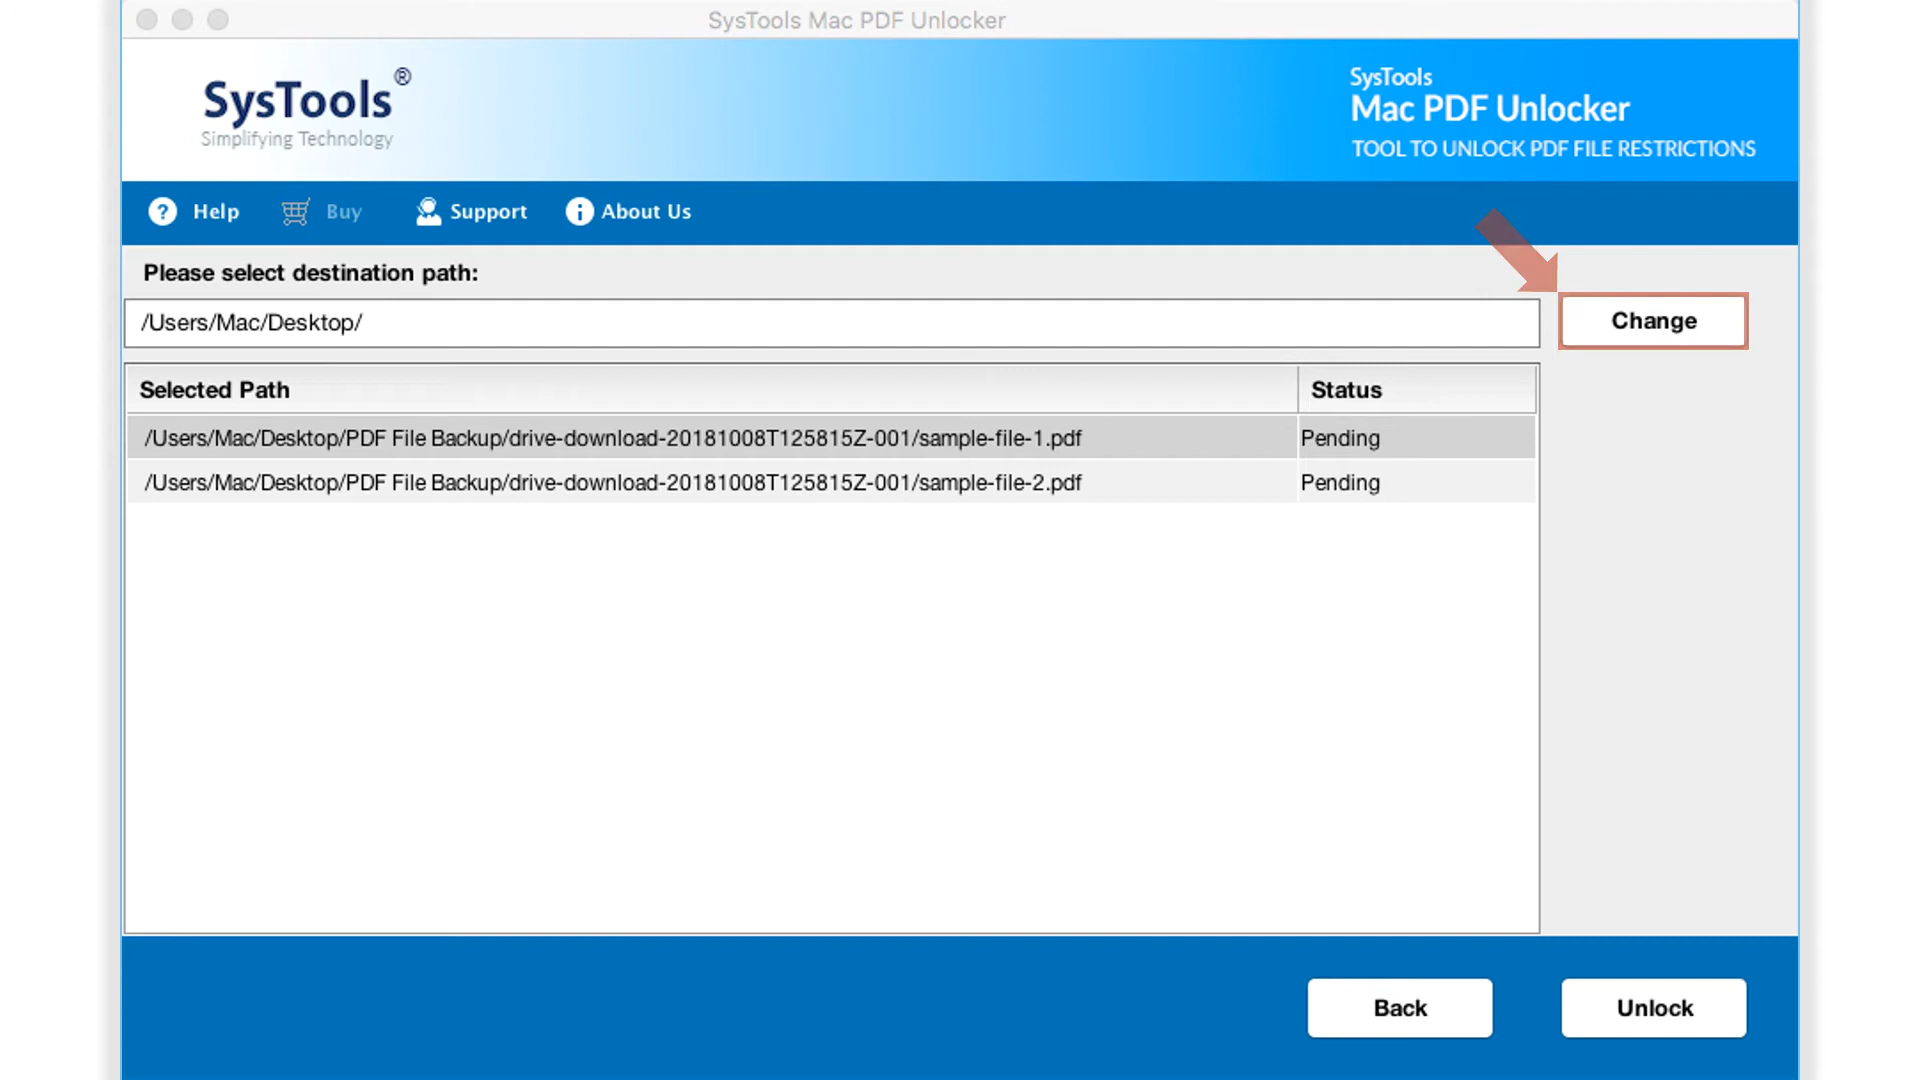 SysTools Mac PDF Unlocker
SysTools®
Simplifying Technology
SysTools
Mac PDF Unlocker
TOOL TO UNLOCK PDF FILE RESTRICTIONS
? Help Buy Support i About Us
Please select destination path:
/Users/Mac/Desktop/ Change
Selected Path Status
/Users/Mac/Desktop/PDF File Backup/drive-download-20181008T125815Z-001/sample-file-1.pdf Pending
/Users/Mac/Desktop/PDF File Backup/drive-download-20181008T125815Z-001/sample-file-2.pdf Pending
Back Unlock